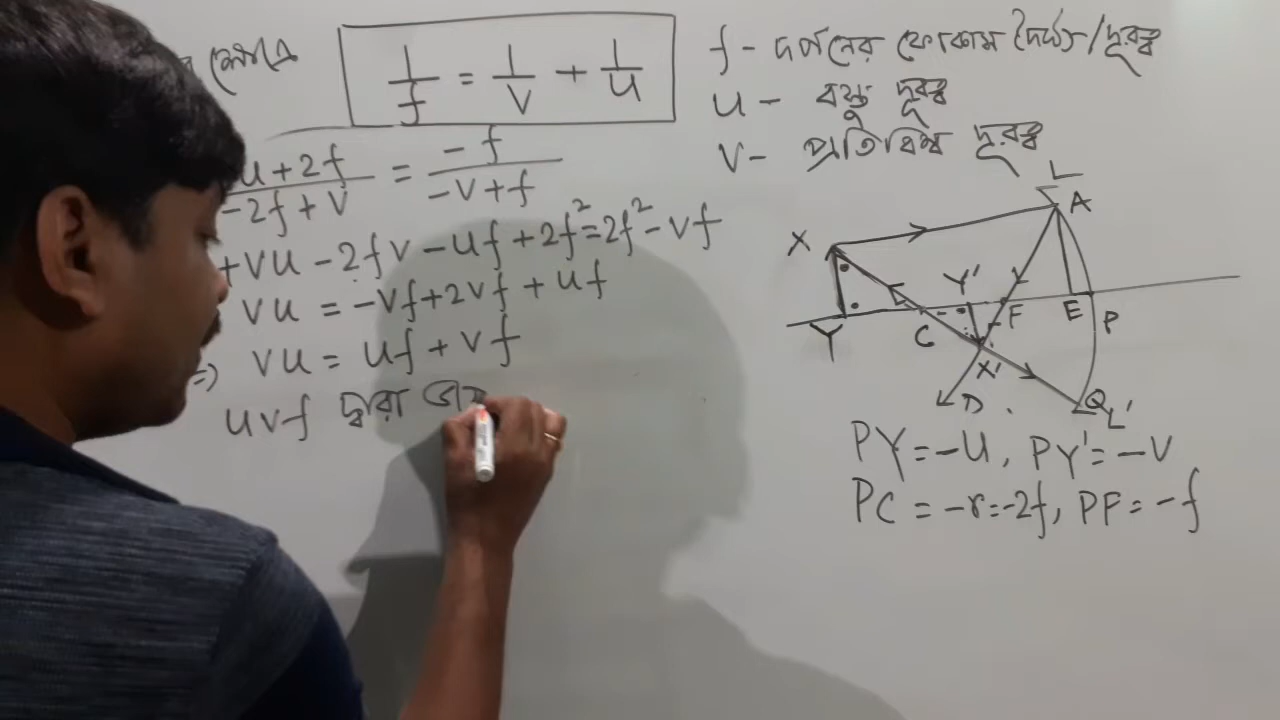 ক্ষেত্রে
1/f = 1/v + 1/u
f - দর্পনের ফোকাস দৈর্ঘ্য/দূরত্ব
u - বস্তু দূরত্ব
v - প্রতিবিম্ব দূরত্ব
u+2f/-2f+v = -f/-v+f
+vu - 2fv - uf + 2f² = 2f² - vf
vu = -vf + 2vf + uf
=> vu = uf + vf
uvf দ্বারা
L
A
X
Y'
F
E
P
Y
C
X'
D
Q
L'
PY = -u, PY' = -v
PC = -r = -2f, PF = -f